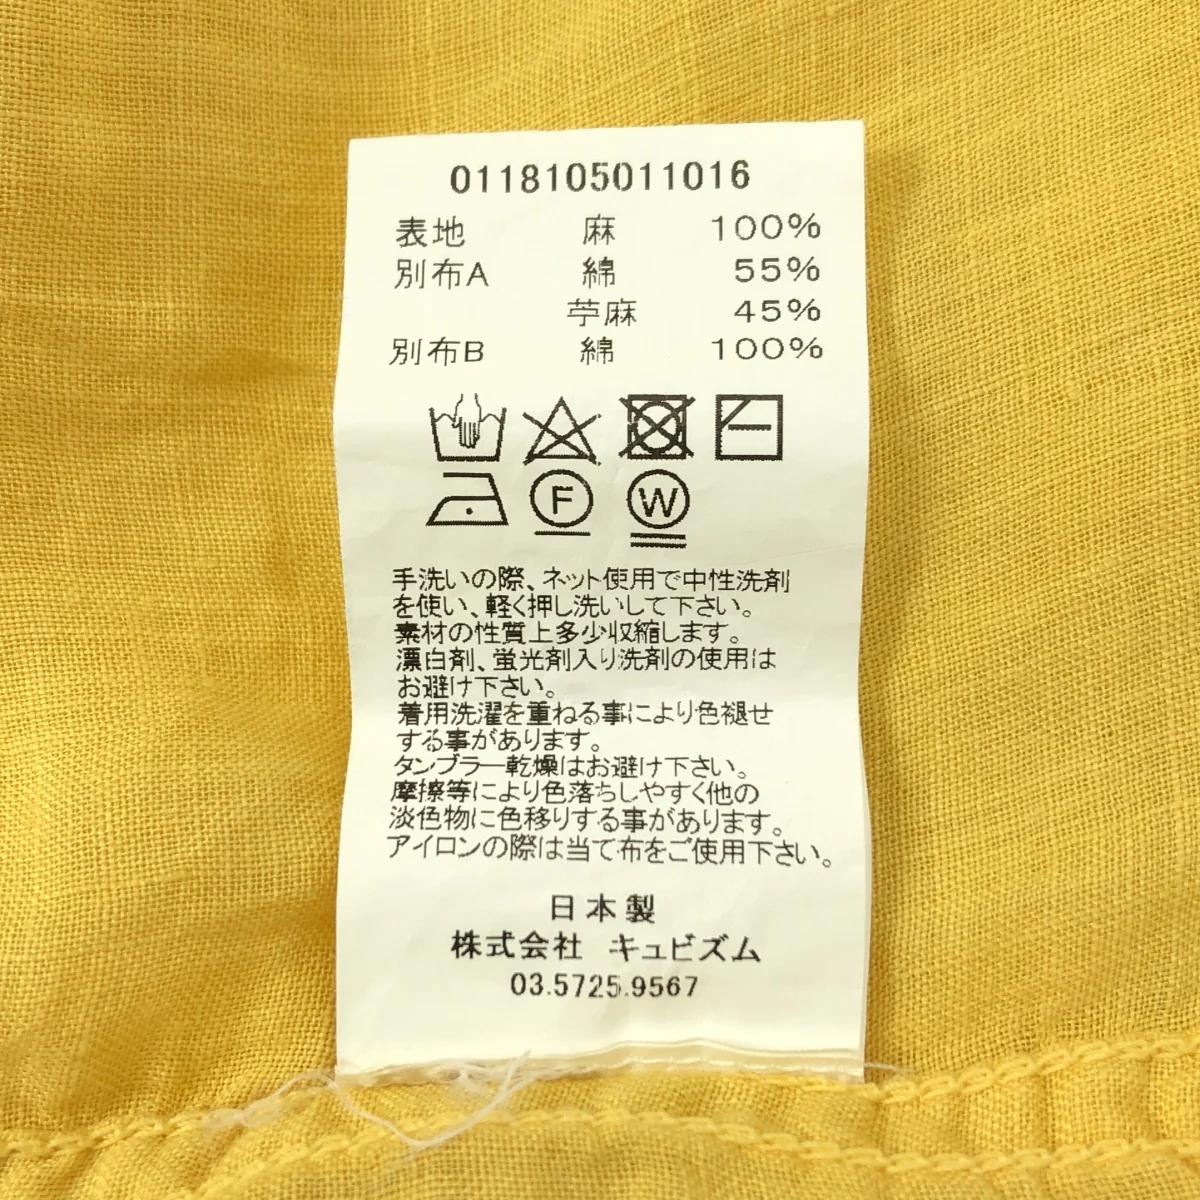 0118105011016
表地 麻 100%
別布A 綿 55%
苧麻 45%
別布B 綿 100%
F W
手洗いの際、ネット使用で中性洗剤
を使い、軽く押し洗いして下さい。
素材の性質上多少収縮します。
漂白剤、蛍光剤入り洗剤の使用は
お避け下さい。
着用洗濯を重ねる事により色褪せ
する事があります。
タンブラー乾燥はお避け下さい。
摩擦等により色落ちしやすく他の
淡色物に色移りする事があります。
アイロンの際は当て布をご使用下さい。
日本製
株式会社 キュビズム
03.5725.9567